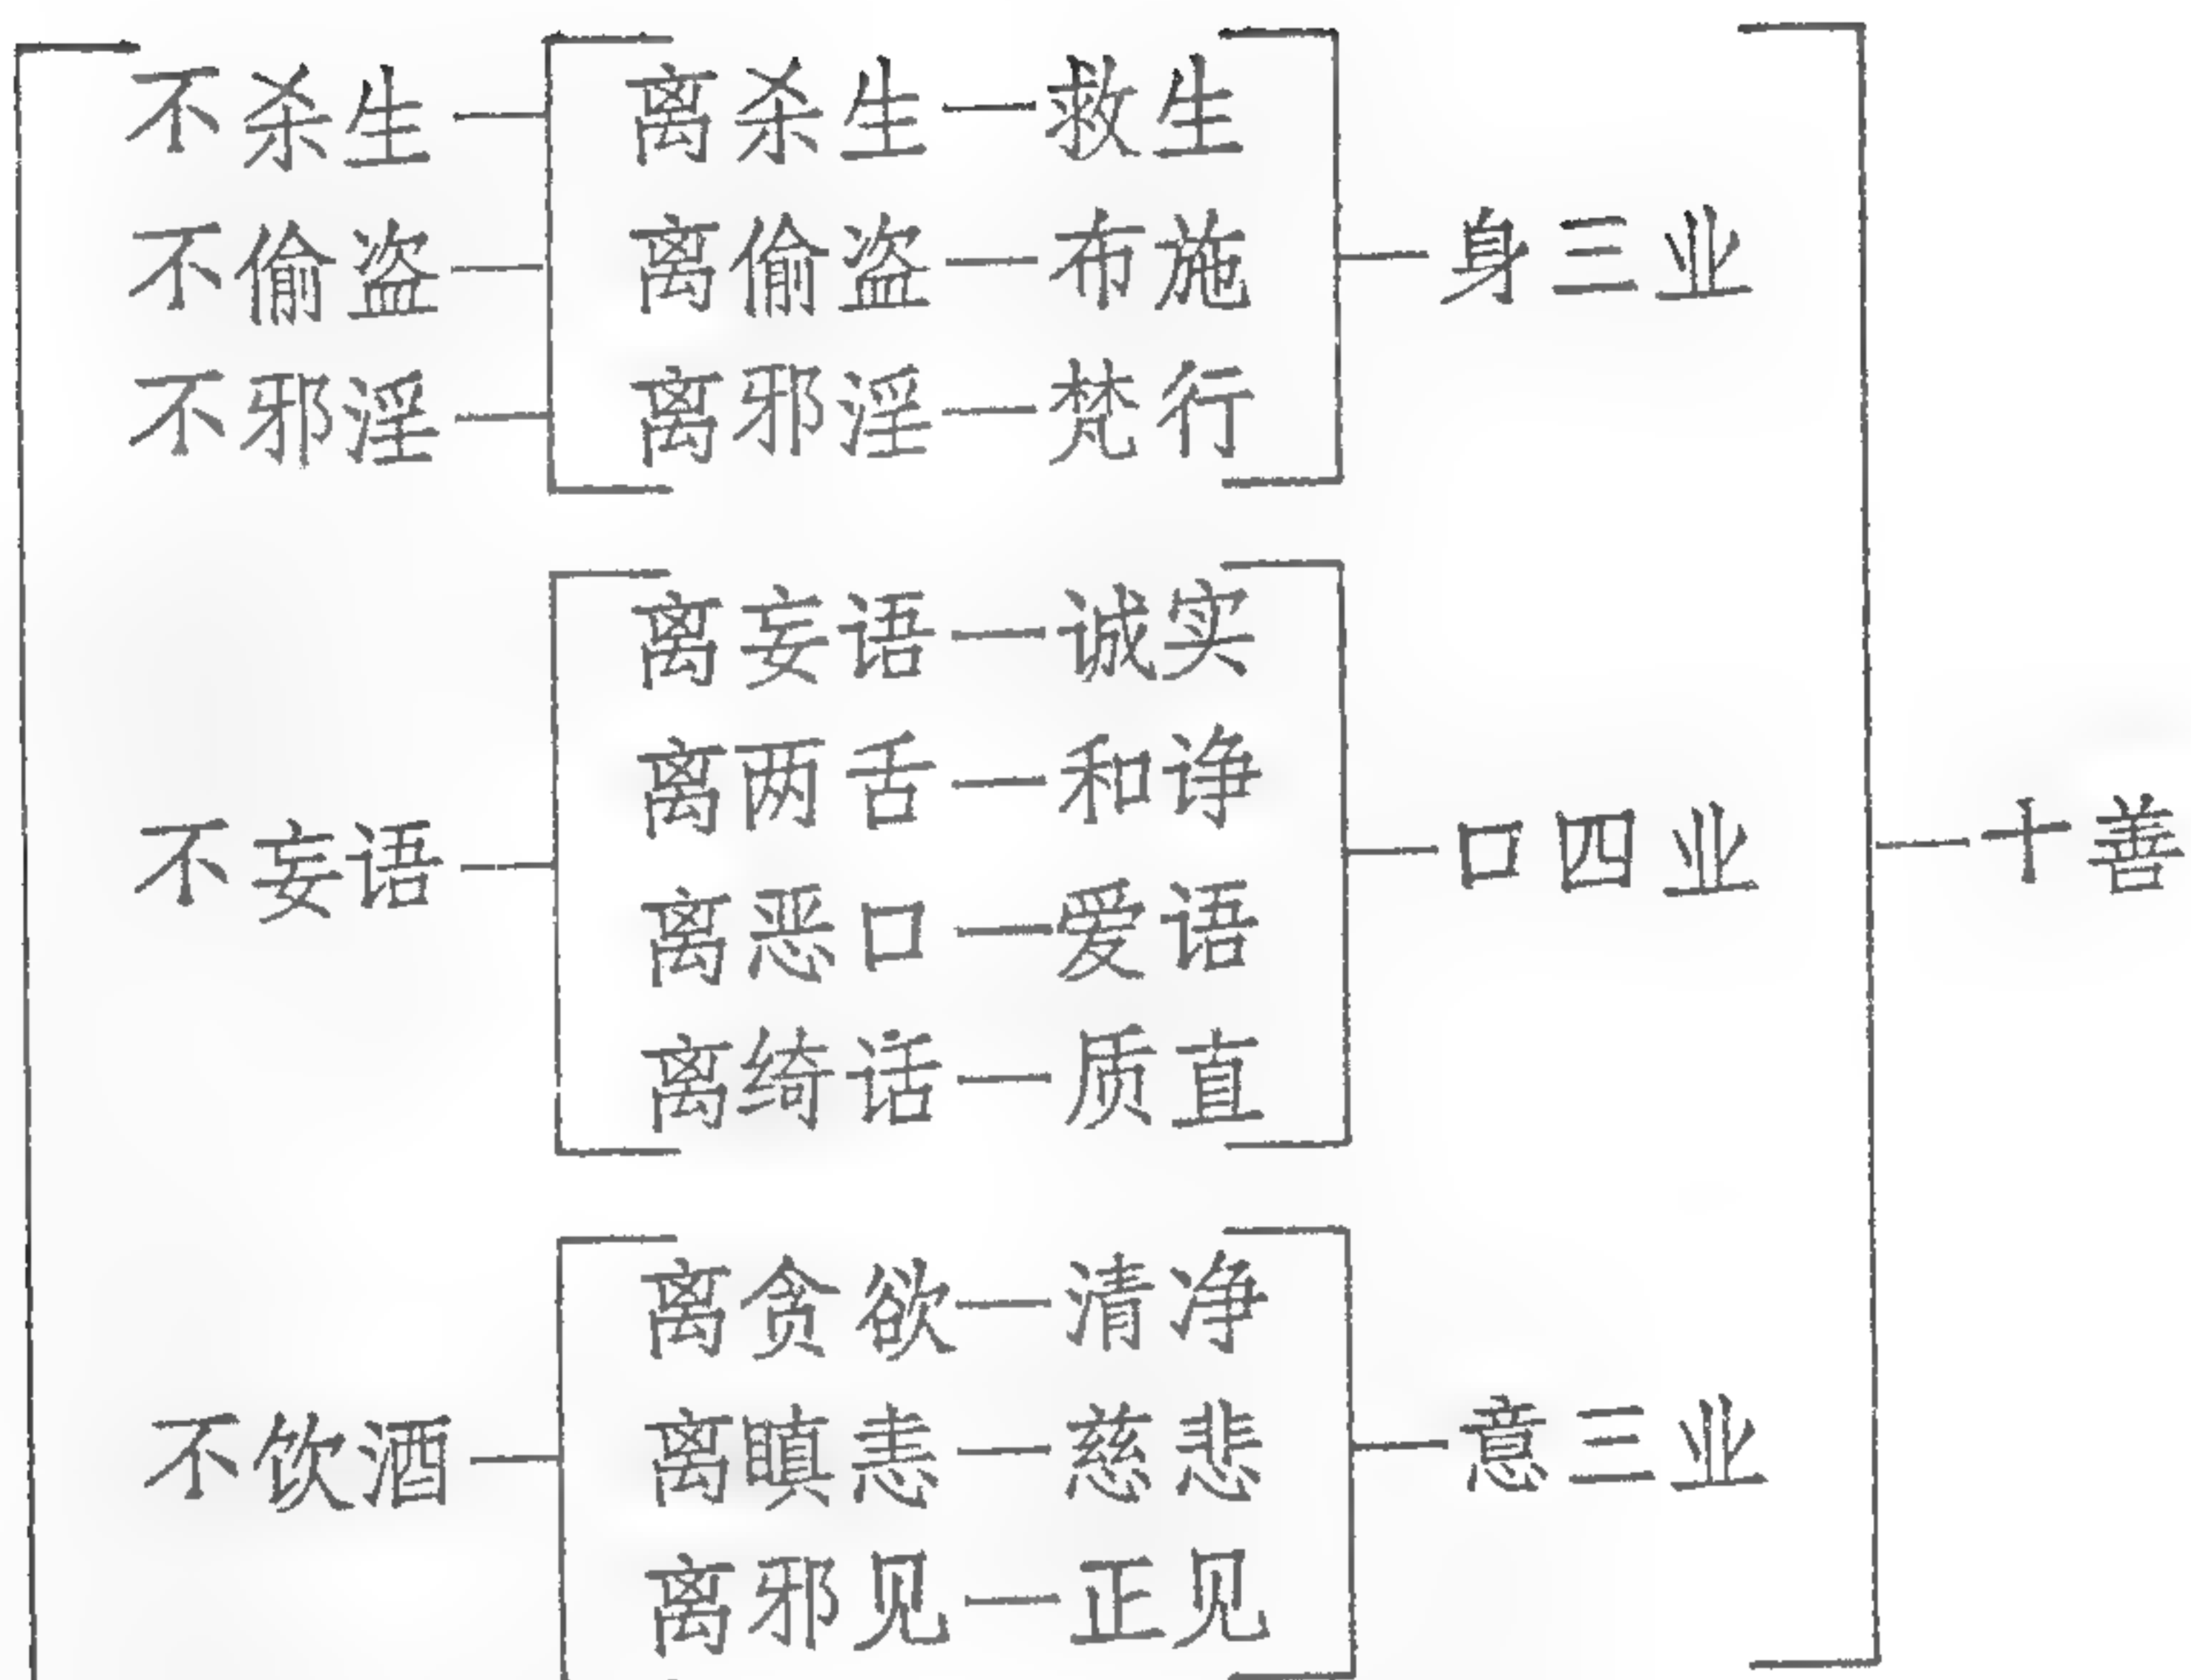 不杀生—离杀生—救生
不偷盗—离偷盗—布施—身三业
不邪淫—离邪淫—梵行
离妄语—诚实
离两舌—和诤
不妄语—口四业—十善
离恶口—爱语
离绮话—质直
离贪欲—清净
不饮酒—离瞋恚—慈悲—意三业
离邪见—正见